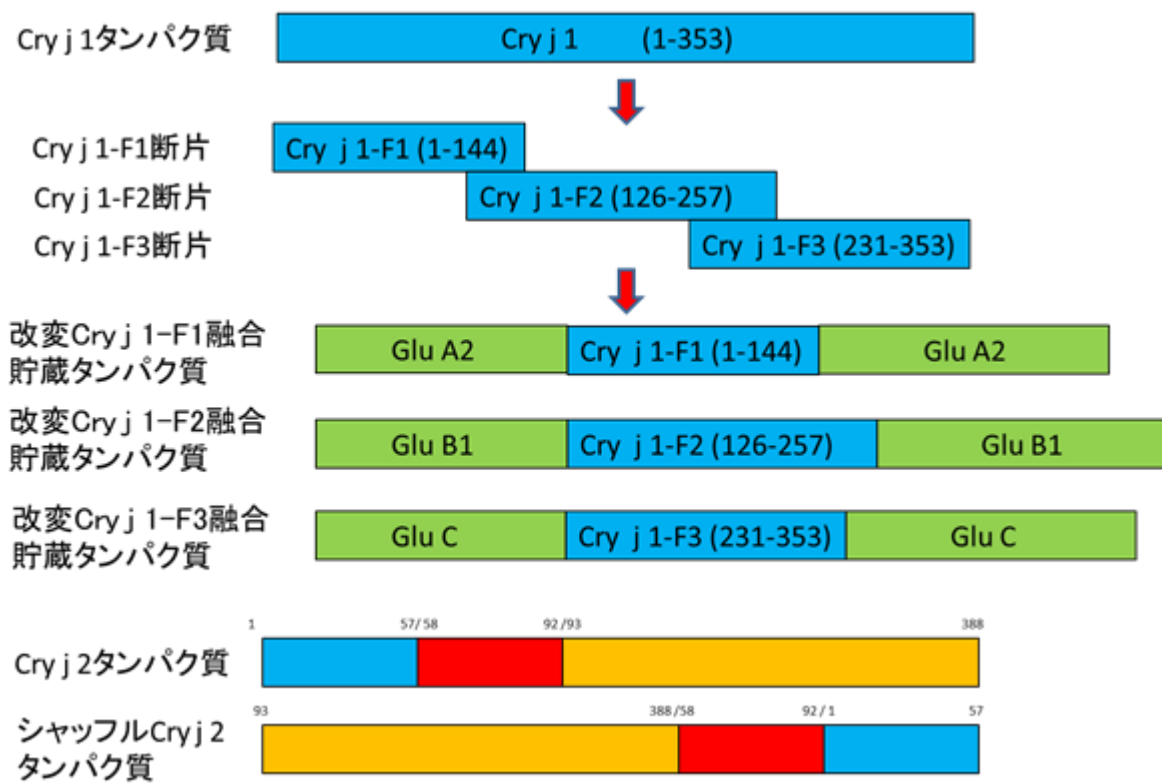 Cry j 1タンパク質
Cry j 1 (1-353)
Cry j 1-F1断片
Cry j 1-F1 (1-144)
Cry j 1-F2断片
Cry j 1-F2 (126-257)
Cry j 1-F3断片
Cry j 1-F3 (231-353)
改変Cry j 1-F1融合
貯蔵タンパク質
Glu A2 Cry j 1-F1 (1-144) Glu A2
改変Cry j 1-F2融合
貯蔵タンパク質
Glu B1 Cry j 1-F2 (126-257) Glu B1
改変Cry j 1-F3融合
貯蔵タンパク質
Glu C Cry j 1-F3 (231-353) Glu C
1 57/58 92/93 388
Cry j 2タンパク質
93 388/58 92/1 57
シャッフルCry j 2
タンパク質